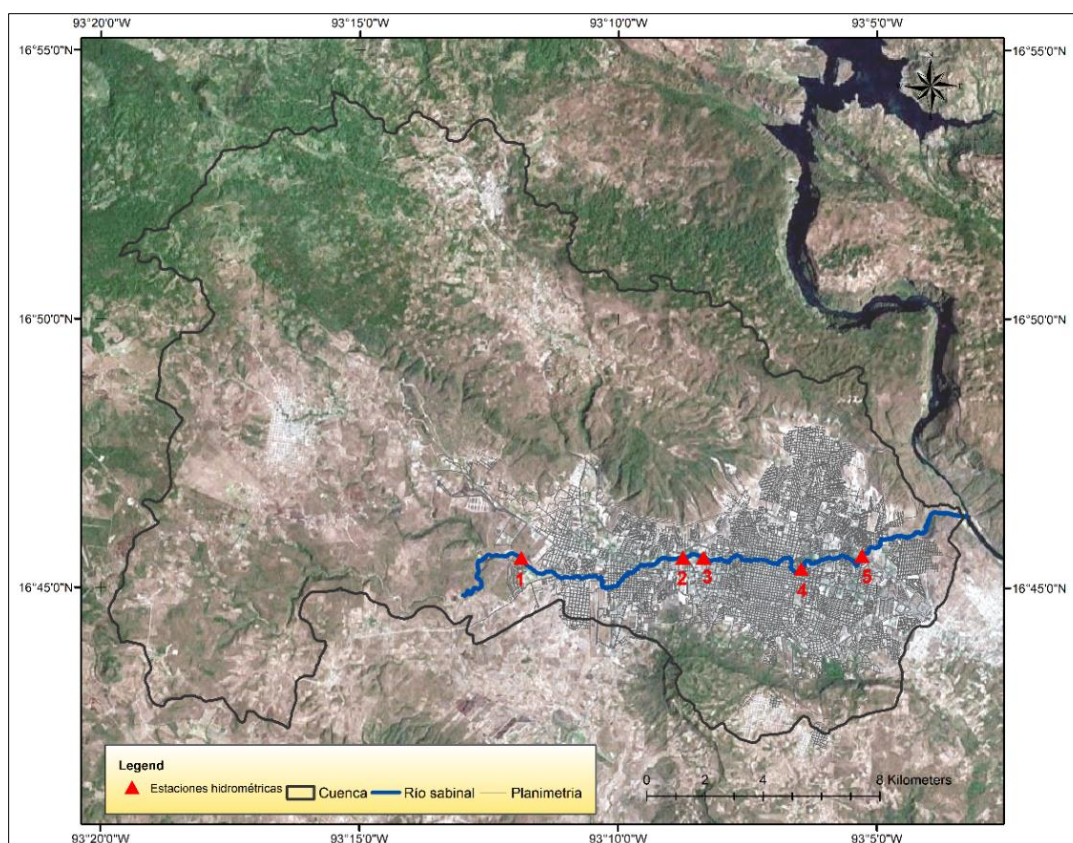 93°20'0"W 93°15'0"W 93°10'0"W 93°5'0"W
16°55'0"N 16°55'0"N
16°50'0"N 16°50'0"N
1 2 3 4 5
16°45'0"N 16°45'0"N
Legend
Estaciones hidrométricas Cuenca Río sabinal Planimetria
0 2 4 8 Kilometers
93°20'0"W 93°15'0"W 93°10'0"W 93°5'0"W